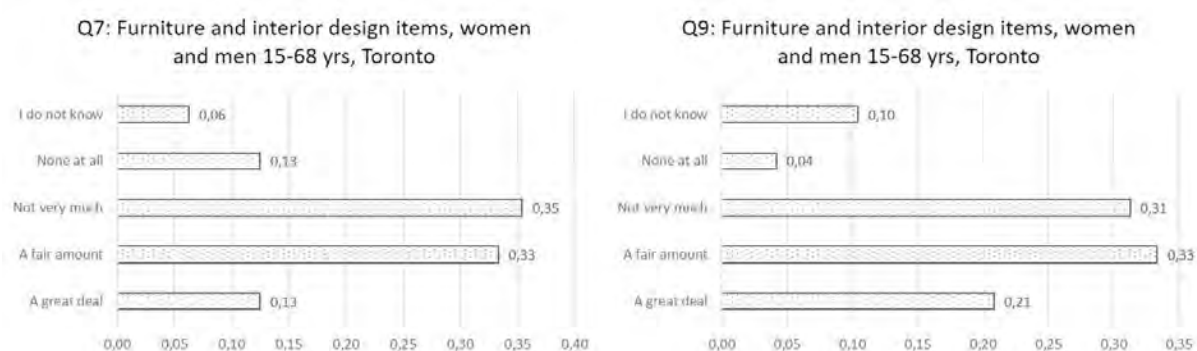 Q7: Furniture and interior design items, women
and men 15-68 yrs, Toronto
I do not know
0,06
None at all
0,13
Not very much
0,35
A fair amount
0,33
A great deal
0,13
0,00 0,05 0,10 0,15 0,20 0,25 0,30 0,35 0,40
Q9: Furniture and interior design items, women
and men 15-68 yrs, Toronto
I do not know
0,10
None at all
0,04
Not very much
0,31
A fair amount
0,33
A great deal
0,21
0,00 0,05 0,10 0,15 0,20 0,25 0,30 0,35